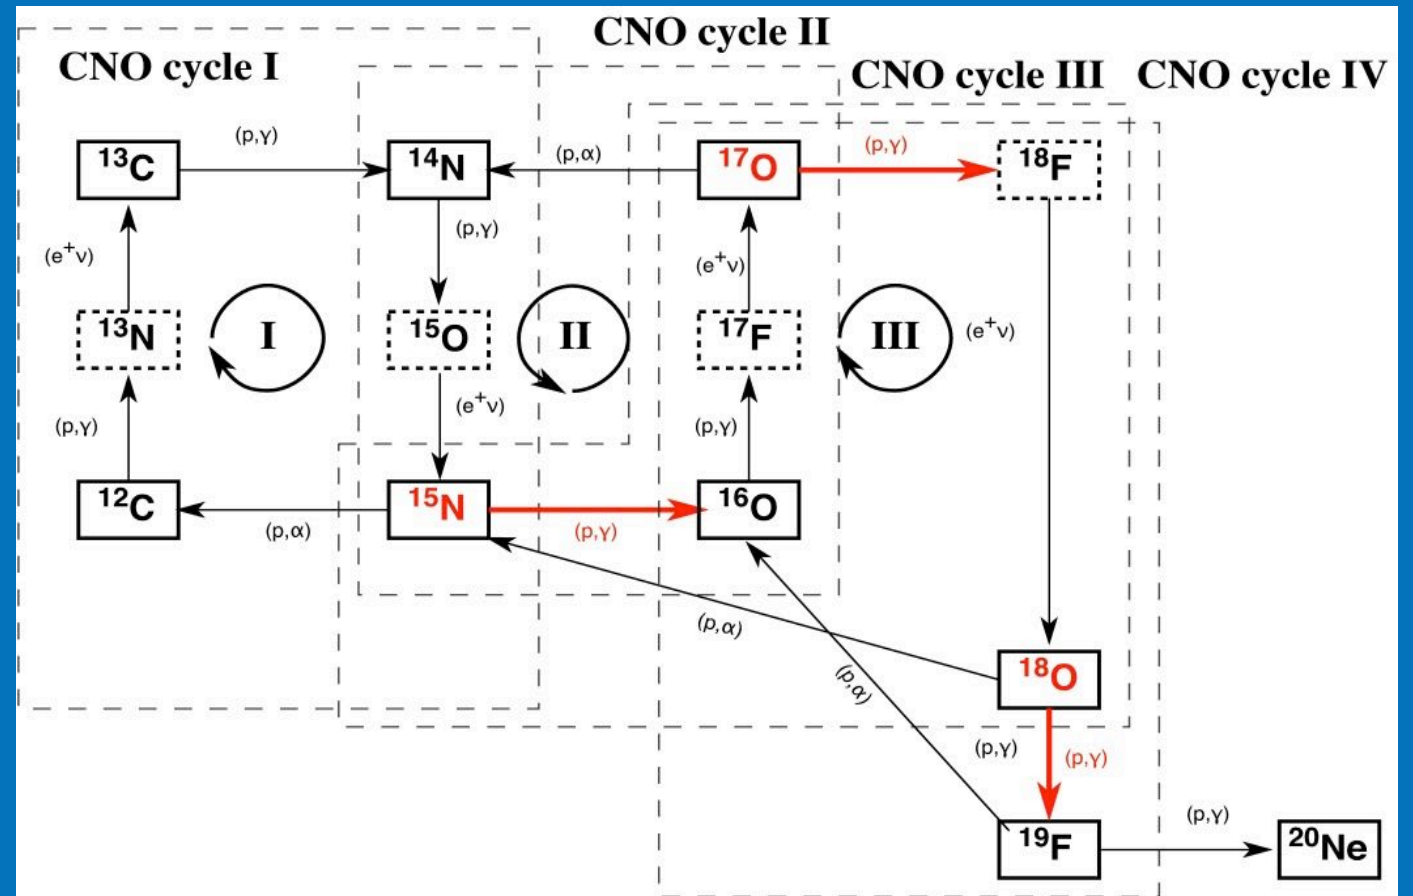 CNO cycle I
CNO cycle II
CNO cycle III
CNO cycle IV
¹³C
(p,γ)
¹⁴N
(p,α)
¹⁷O
(p,γ)
¹⁸F
(e⁺ν)
(p,γ)
(e⁺ν)
¹³N
I
¹⁵O
II
¹⁷F
III
(e⁺ν)
(p,γ)
(e⁺ν)
(p,γ)
¹²C
(p,α)
¹⁵N
(p,γ)
¹⁶O
(p,α)
(p,α)
¹⁸O
(p,γ)
(p,γ)
¹⁹F
(p,γ)
²⁰Ne